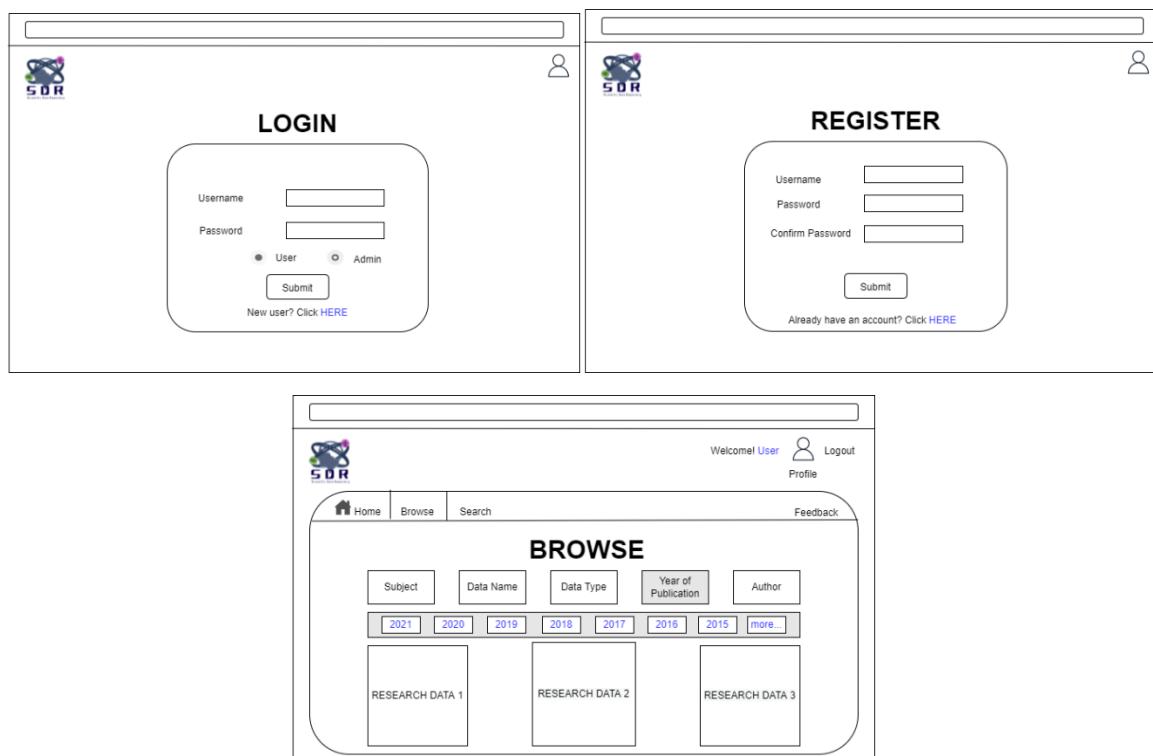 SDR
LOGIN
Username
Password
User Admin
Submit
New user? Click HERE
SDR
REGISTER
Username
Password
Confirm Password
Submit
Already have an account? Click HERE
SDR
Welcome! User Logout
Profile
Home Browse Search Feedback
BROWSE
Subject Data Name Data Type Year of Publication Author
2021 2020 2019 2018 2017 2016 2015 more...
RESEARCH DATA 1 RESEARCH DATA 2 RESEARCH DATA 3